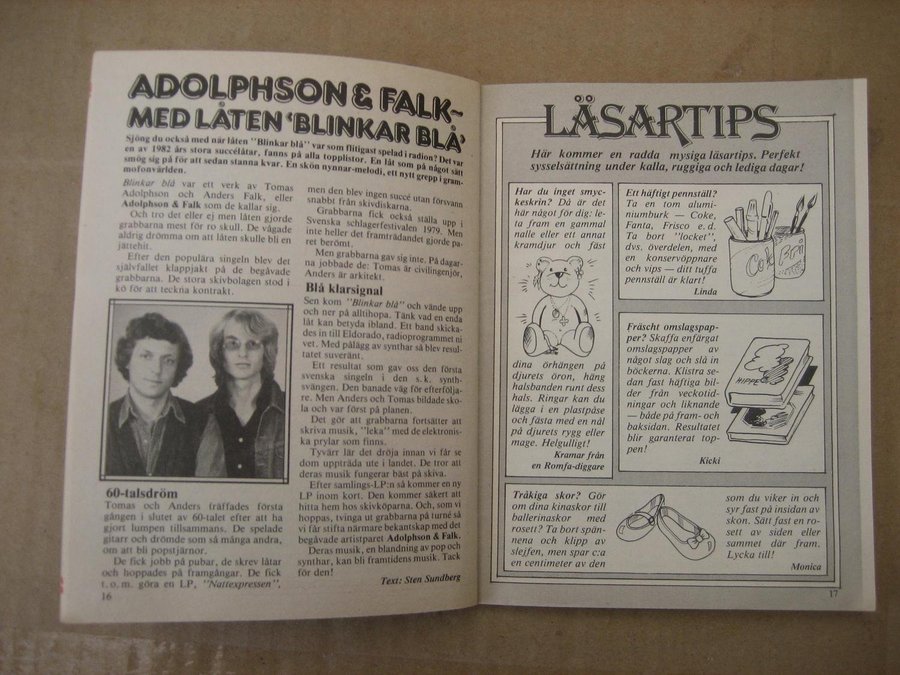 ADOLPHSON & FALK-
MED LÅTEN 'BLINKAR BLÅ'
Sjöng du också med när låten "Blinkar blå" var som flitigast spelad i radion? Det var
en av 1982 års stora succélåtar, fanns på alla topplistor. En låt som på något sätt
smög sig på för att sedan stanna kvar. En skön nynnar-melodi, ett nytt grepp i gram-
mofonvärlden.
Blinkar blå var ett verk av Tomas
Adolphson och Anders Falk, eller
Adolphson & Falk som de kallar sig.
Och tro det eller ej men låten gjorde
grabbarna mest för ro skull. De vågade
aldrig drömma om att låten skulle bli en
jättehit.
Efter den populära singeln blev det
självfallet klappjakt på de begåvade
grabbarna. De stora skivbolagen stod i
kö för att teckna kontrakt.
60-talsdröm
Tomas och Anders träffades första
gången i slutet av 60-talet efter att ha
gjort lumpen tillsammans. De spelade
gitarr och drömde som så många andra,
om att bli popstjärnor.
De fick jobb på pubar, de skrev låtar
och hoppades på framgångar. De fick
t. o. m. göra en LP, "Nattexpressen",
16
men den blev ingen succé utan försvann
snabbt från skivdiskarna.
Grabbarna fick också ställa upp i
Svenska schlagerfestivalen 1979. Men
inte heller det framträdandet gjorde pa-
ret berömt.
Men grabbarna gav sig inte. På dagar-
na jobbade de: Tomas är civilingenjör,
Anders är arkitekt.
Blå klarsignal
Sen kom "Blinkar blå" och vände upp
och ner på alltihopa. Tänk vad en enda
låt kan betyda ibland. Ett band skicka-
des in till Eldorado, radioprogrammet ni
vet. Med pålägg av synthar så blev resul-
tatet suveränt.
Ett resultat som gav oss den första
svenska singeln i den s.k. synth-
svängen. Den banade väg för efterfölja-
re. Men Anders och Tomas bildade sko-
la och var först på planen.
Det gör att grabbarna fortsätter att
skriva musik, "leka" med de elektronis-
ka prylar som finns.
Tyvärr lär det dröja innan vi får se
dom uppträda ute i landet. De tror att
deras musik fungerar bäst på skiva.
Efter samlings-LP:n så kommer en ny
LP inom kort. Den kommer säkert att
hitta hem hos skivköparna. Och, som vi
hoppas, tvinga ut grabbarna på turné så
vi får stifta närmare bekantskap med det
begåvade artistparet Adolphson & Falk.
Deras musik, en blandning av pop och
synthar, kan bli framtidens musik. Tack
för den!
Text: Sten Sundberg
LÄSARTIPS
Här kommer en radda mysiga läsartips. Perfekt
sysselsättning under kalla, ruggiga och lediga dagar!
Har du inget smyc-
keskrin? Då är det
här något för dig: leta
fram en gammal
nalle eller ett annat
kramdjur och fäst
dina örhängen på
djurets öron, häng
halsbanden runt dess
hals. Ringar kan du
lägga i en plastpåse
och fästa med en nål
på djurets rygg eller
mage. Helgulligt!
Kramar från
en Romfa-diggare
Ett häftigt pennställ?
Ta en tom alumi-
niumburk — Coke,
Fanta, Frisco e.d.
Ta bort "locket",
dvs. överdelen, med
en konservöppnare
och vips — ditt tuffa
pennställ är klart!
Linda
Fräscht omslagspap-
per? Skaffa enfärgat
omslagspapper av
något slag och slå in
böckerna. Klistra se-
dan fast häftiga bil-
der från veckotid-
ningar och liknande
— både på fram- och
baksidan. Resultatet
blir garanterat top-
pen!
Kicki
HIPPE
Tråkiga skor? Gör
om dina kinaskor till
ballerinaskor med
rosett! Ta bort spän-
nena och klipp av
slejfen, men spar c:a
en centimeter av den
som du viker in och
syr fast på insidan av
skon. Sätt fast en ro-
sett av siden eller
sammet där fram.
Lycka till!
Monica
17